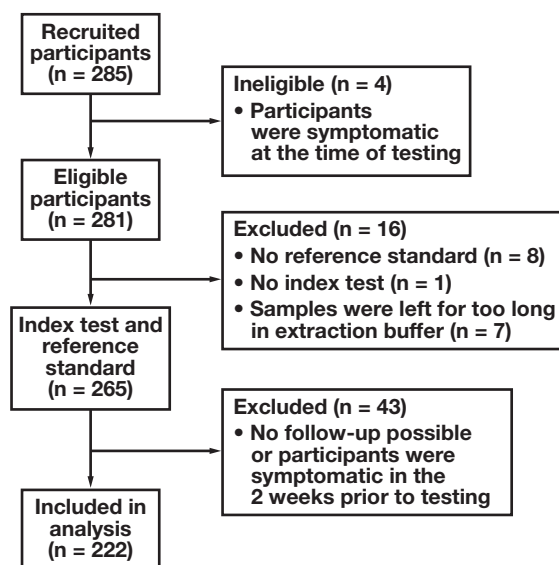 Recruited
participants
(n = 285)
Ineligible (n = 4)
• Participants
were symptomatic
at the time of testing
Eligible
participants
(n = 281)
Excluded (n = 16)
• No reference standard (n = 8)
• No index test (n = 1)
• Samples were left for too long
in extraction buffer (n = 7)
Index test and
reference
standard
(n = 265)
Excluded (n = 43)
• No follow-up possible
or participants were
symptomatic in the
2 weeks prior to testing
Included in
analysis
(n = 222)